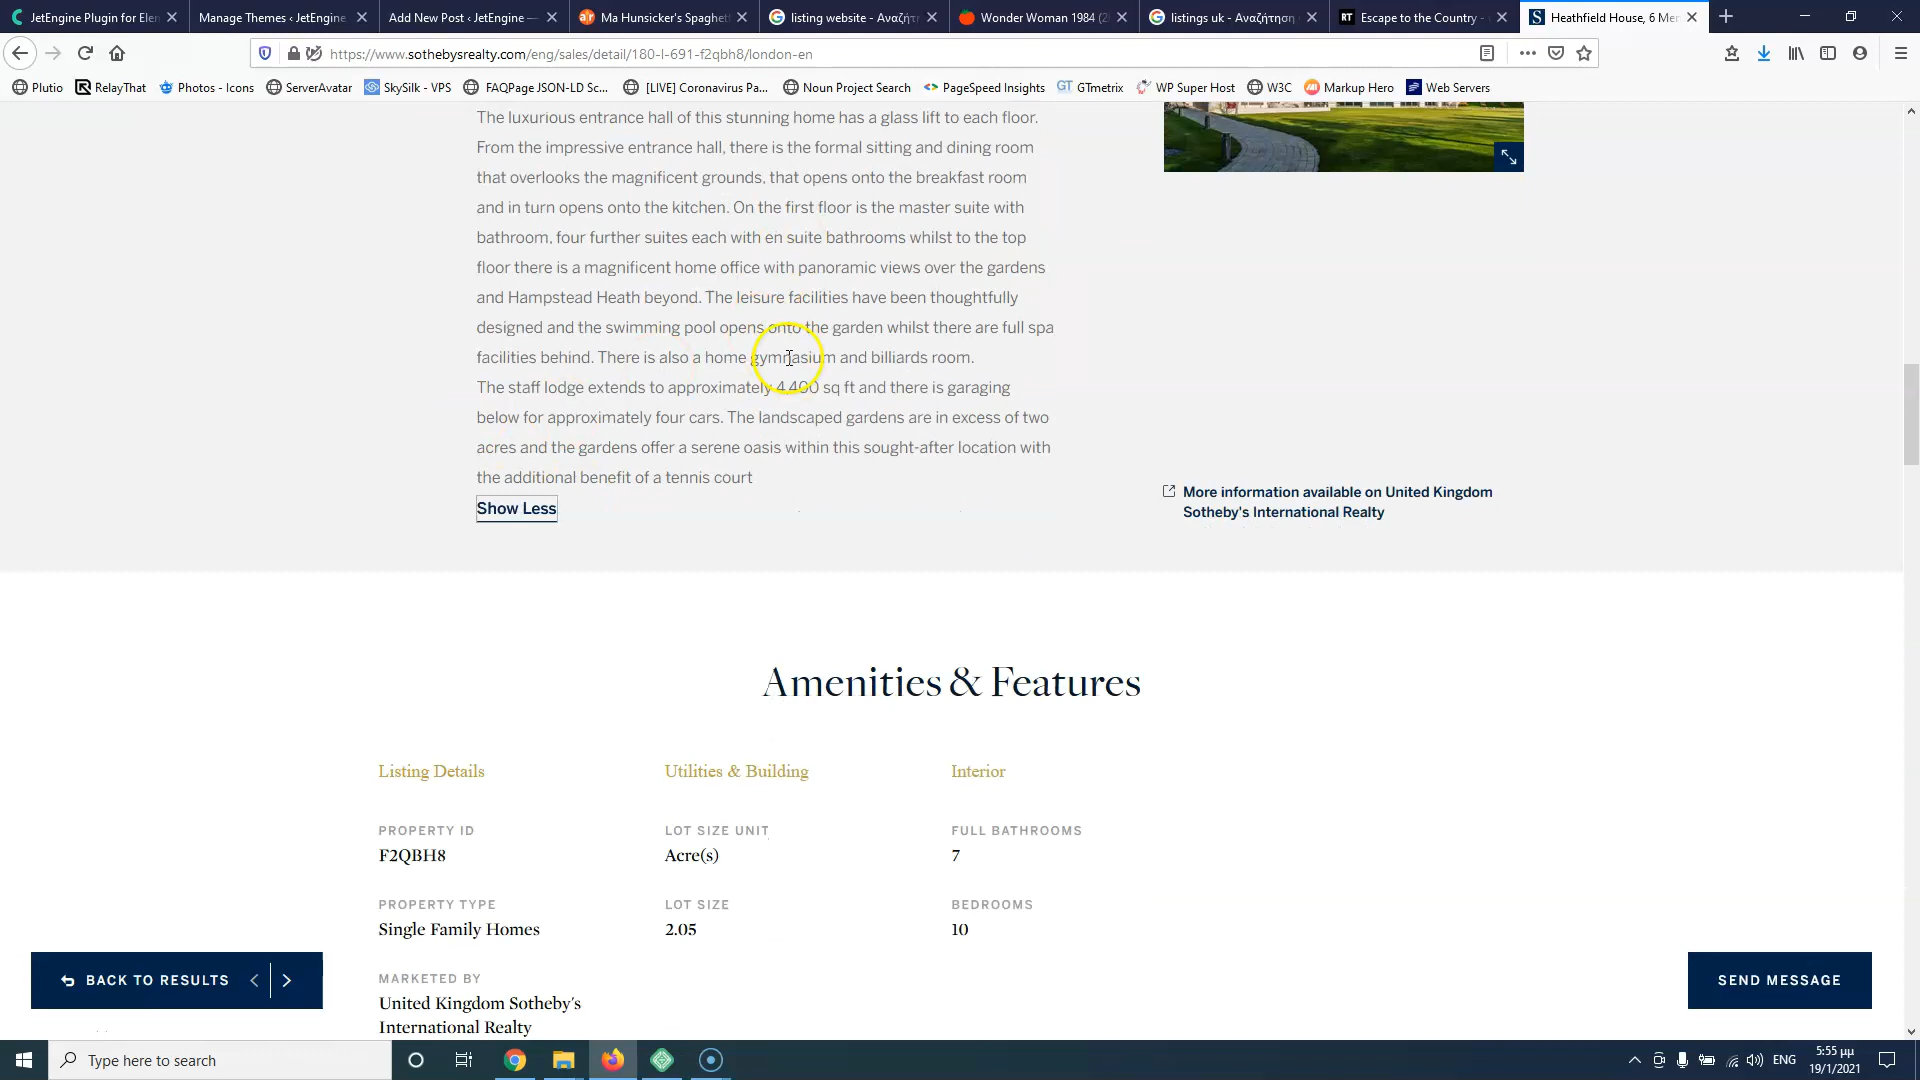 JetEngine Plugin for Elem
Manage Themes ‹ JetEngine
Add New Post ‹ JetEngine —
Ma Hunsicker's Spaghet
listing website - Αναζήτη
Wonder Woman 1984 (2
listings uk - Αναζήτηση
Escape to the Country -
Heathfield House, 6 Mer
https://www.sothebysrealty.com/eng/sales/detail/180-l-691-f2qbh8/london-en
Plutio
RelayThat
Photos - Icons
ServerAvatar
SkySilk - VPS
FAQPage JSON-LD Sc...
[LIVE] Coronavirus Pa...
Noun Project Search
PageSpeed Insights
GTmetrix
WP Super Host
W3C
Markup Hero
Web Servers
The luxurious entrance hall of this stunning home has a glass lift to each floor.
From the impressive entrance hall, there is the formal sitting and dining room
that overlooks the magnificent grounds, that opens onto the breakfast room
and in turn opens onto the kitchen. On the first floor is the master suite with
bathroom, four further suites each with en suite bathrooms whilst to the top
floor there is a magnificent home office with panoramic views over the gardens
and Hampstead Heath beyond. The leisure facilities have been thoughtfully
designed and the swimming pool opens onto the garden whilst there are full spa
facilities behind. There is also a home gymnasium and billiards room.
The staff lodge extends to approximately 4,400 sq ft and there is garaging
below for approximately four cars. The landscaped gardens are in excess of two
acres and the gardens offer a serene oasis within this sought-after location with
the additional benefit of a tennis court
Show Less
More information available on United Kingdom
Sotheby's International Realty
Amenities & Features
Listing Details
Utilities & Building
Interior
PROPERTY ID
LOT SIZE UNIT
FULL BATHROOMS
F2QBH8
Acre(s)
7
PROPERTY TYPE
LOT SIZE
BEDROOMS
Single Family Homes
2.05
10
MARKETED BY
United Kingdom Sotheby's
International Realty
BACK TO RESULTS
SEND MESSAGE
Type here to search
ENG
5:55 μμ
19/1/2021